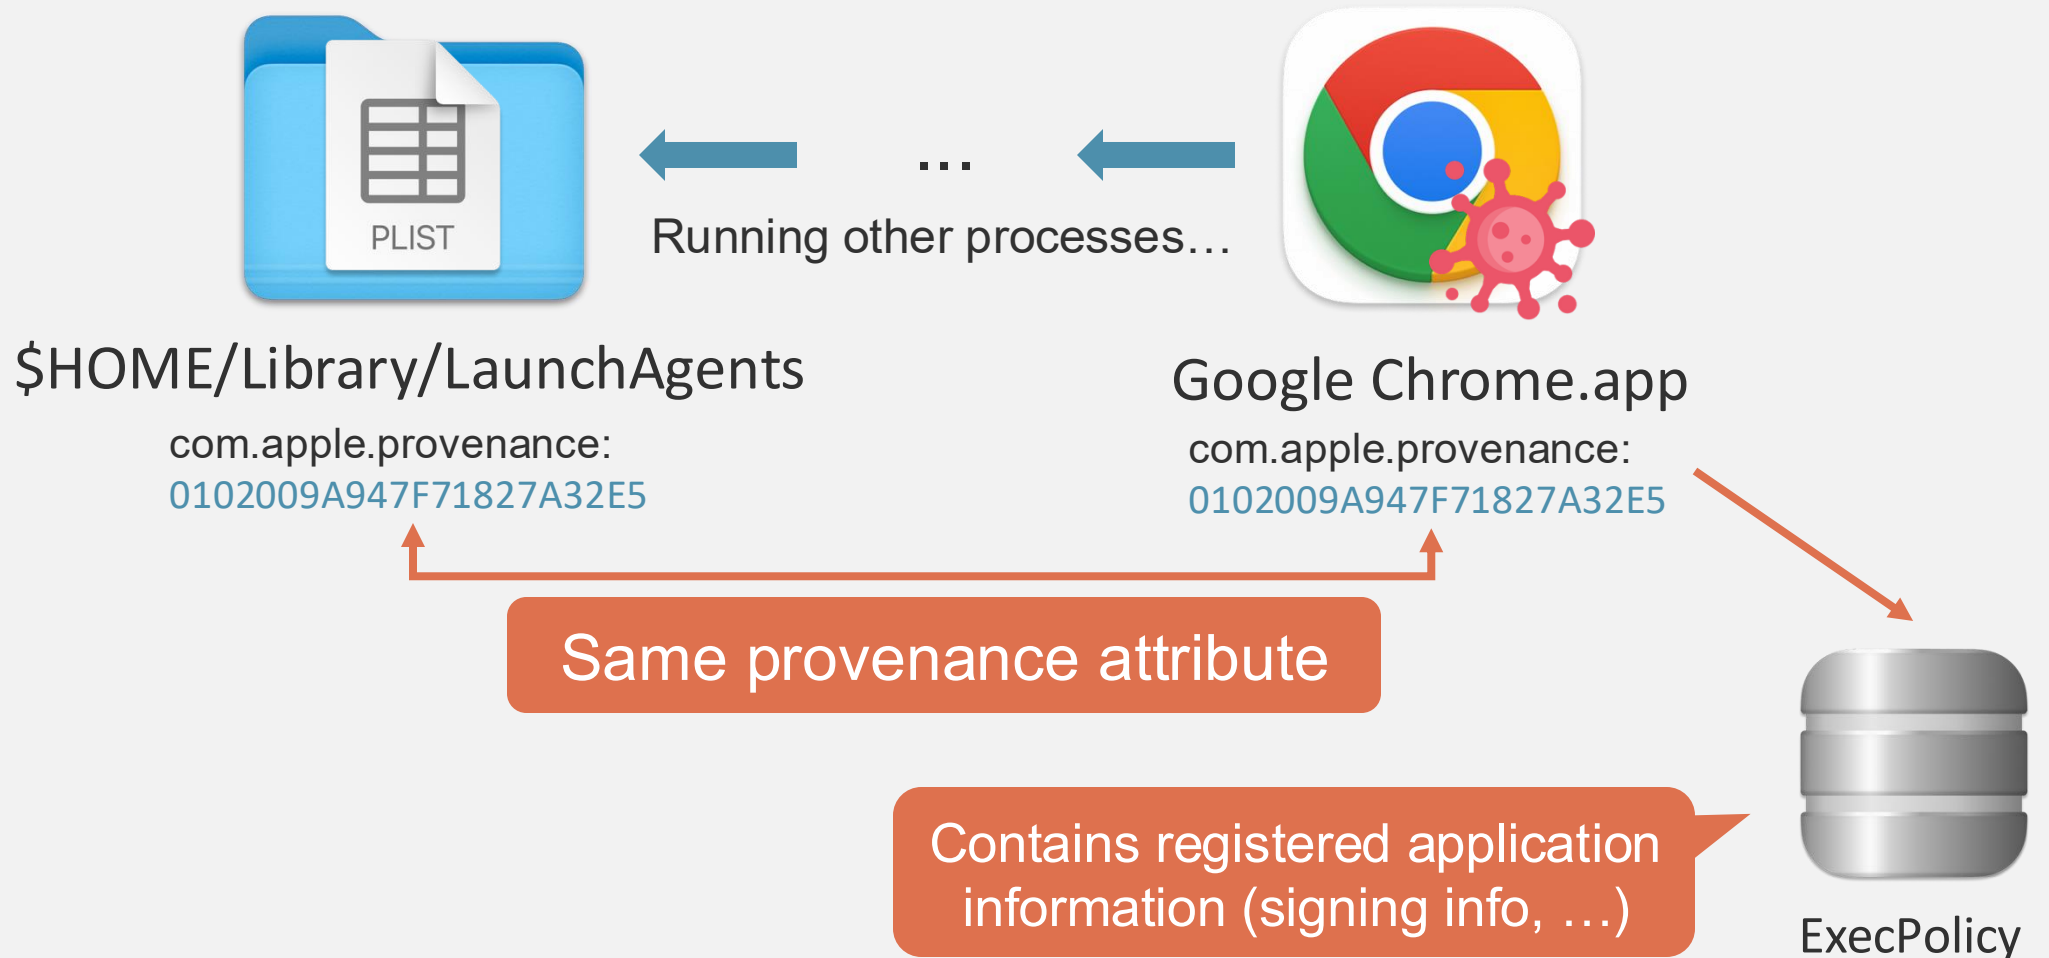 PLIST
...
Running other processes…
$HOME/Library/LaunchAgents
com.apple.provenance:
0102009A947F71827A32E5
Google Chrome.app
com.apple.provenance:
0102009A947F71827A32E5
Same provenance attribute
Contains registered application
information (signing info, …)
ExecPolicy